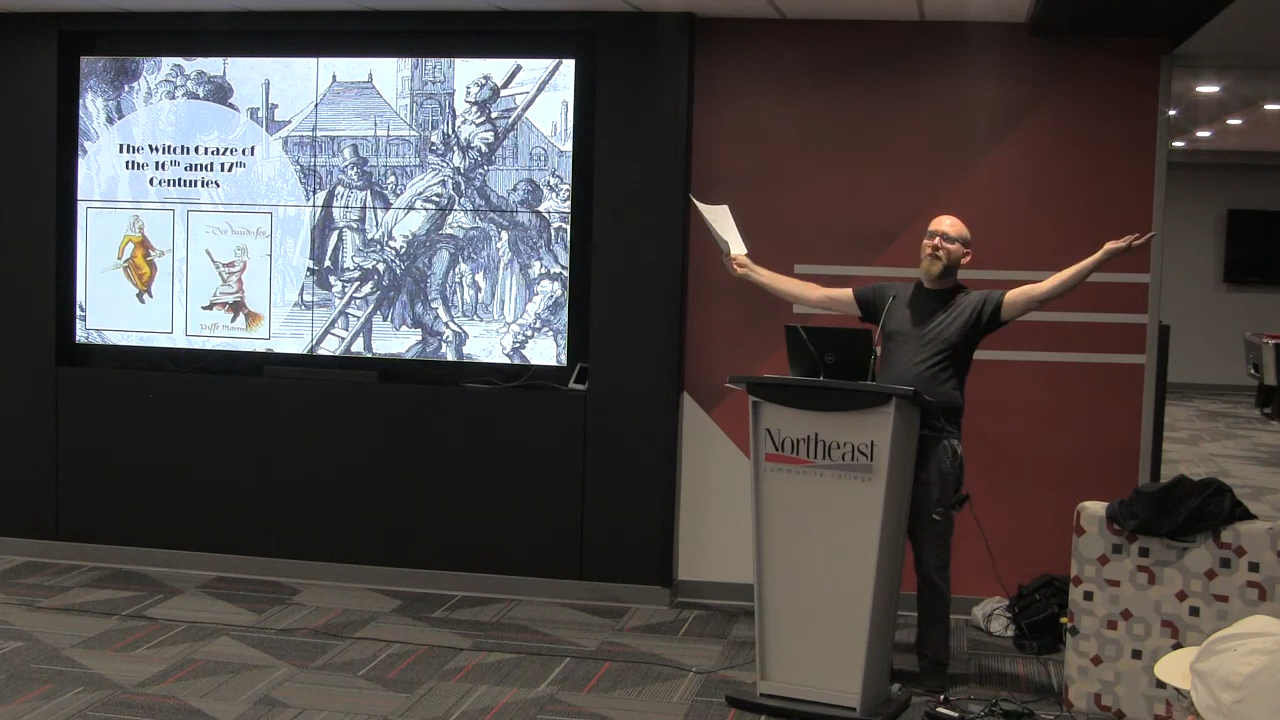 The Witch Craze of
the 16th and 17th
Centuries
Northeast
community college